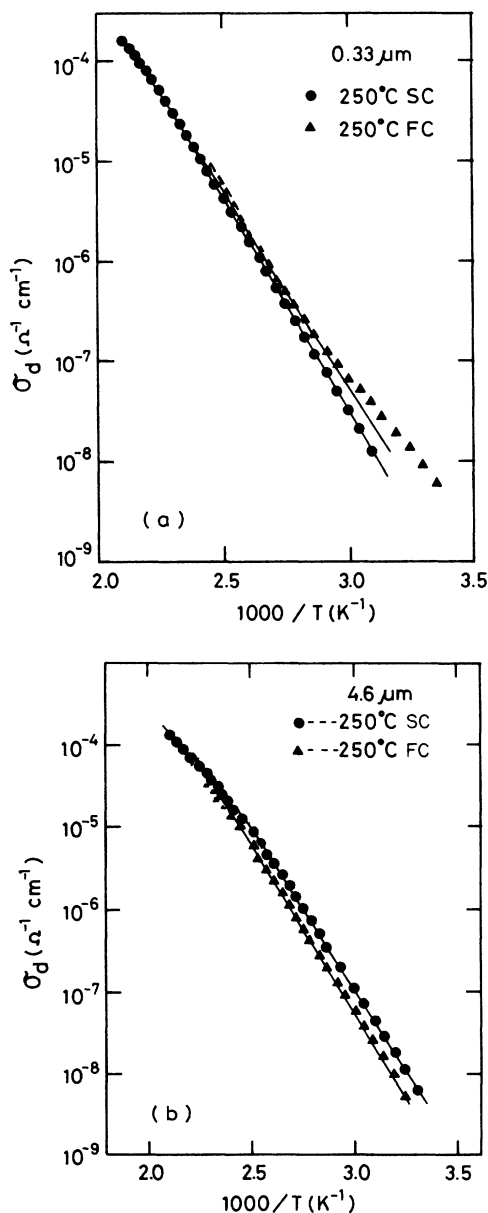 0.33 μm
● 250°C SC
▲ 250°C FC
10⁻⁴
10⁻⁵
10⁻⁶
10⁻⁷
10⁻⁸
10⁻⁹
σd (Ω⁻¹ cm⁻¹)
(a)
2.0 2.5 3.0 3.5
1000 / T (K⁻¹)
4.6 μm
●---250°C SC
▲---250°C FC
10⁻⁴
10⁻⁵
10⁻⁶
10⁻⁷
10⁻⁸
10⁻⁹
σd (Ω⁻¹ cm⁻¹)
(b)
2.0 2.5 3.0 3.5
1000/T (K⁻¹)